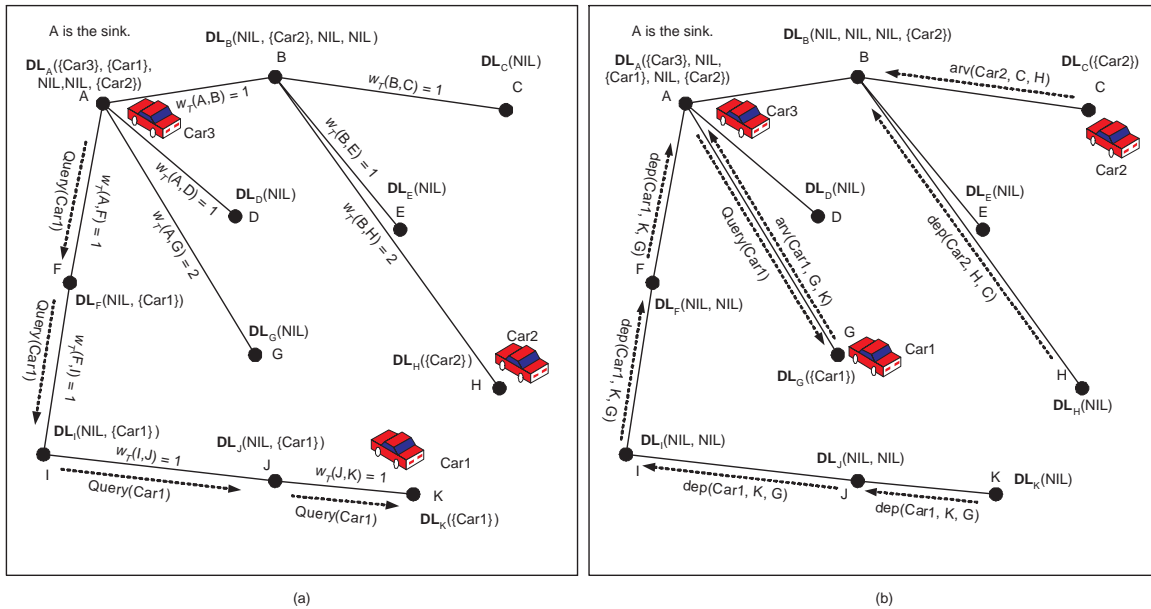 A is the sink.
DL_B(NIL, {Car2}, NIL, NIL )
B
DL_A({Car3}, {Car1},
NIL,NIL, {Car2})
A
DL_C(NIL)
C
w_T(A,B) = 1
w_T(B,C) = 1
Car3
Query(Car1)
w_T(A,F) = 1
w_T(A,D) = 1
w_T(A,G) = 2
w_T(B,E) = 1
w_T(B,H) = 2
DL_D(NIL)
D
DL_E(NIL)
E
F
DL_F(NIL, {Car1})
Query(Car1)
w_T(F,I) = 1
DL_G(NIL)
G
Car2
DL_H({Car2})
H
DL_I(NIL, {Car1})
I
w_T(I,J) = 1
Query(Car1)
DL_J(NIL, {Car1})
J
w_T(J,K) = 1
Query(Car1)
Car1
K
DL_K({Car1})
(a)
A is the sink.
DL_B(NIL, NIL, NIL, {Car2})
B
DL_A({Car3}, NIL,
{Car1}, NIL, {Car2})
A
DL_C({Car2})
C
arv(Car2, C, H)
Car3
Car2
dep(Car1, K, G)
Query(Car1)
arv(Car1, G, K)
DL_D(NIL)
D
DL_E(NIL)
E
dep(Car2, H, C)
F
DL_F(NIL, NIL)
dep(Car1, K, G)
G
Car1
DL_G({Car1})
H
DL_H(NIL)
DL_I(NIL, NIL)
I
dep(Car1, K, G)
DL_J(NIL, NIL)
J
dep(Car1, K, G)
K
DL_K(NIL)
(b)